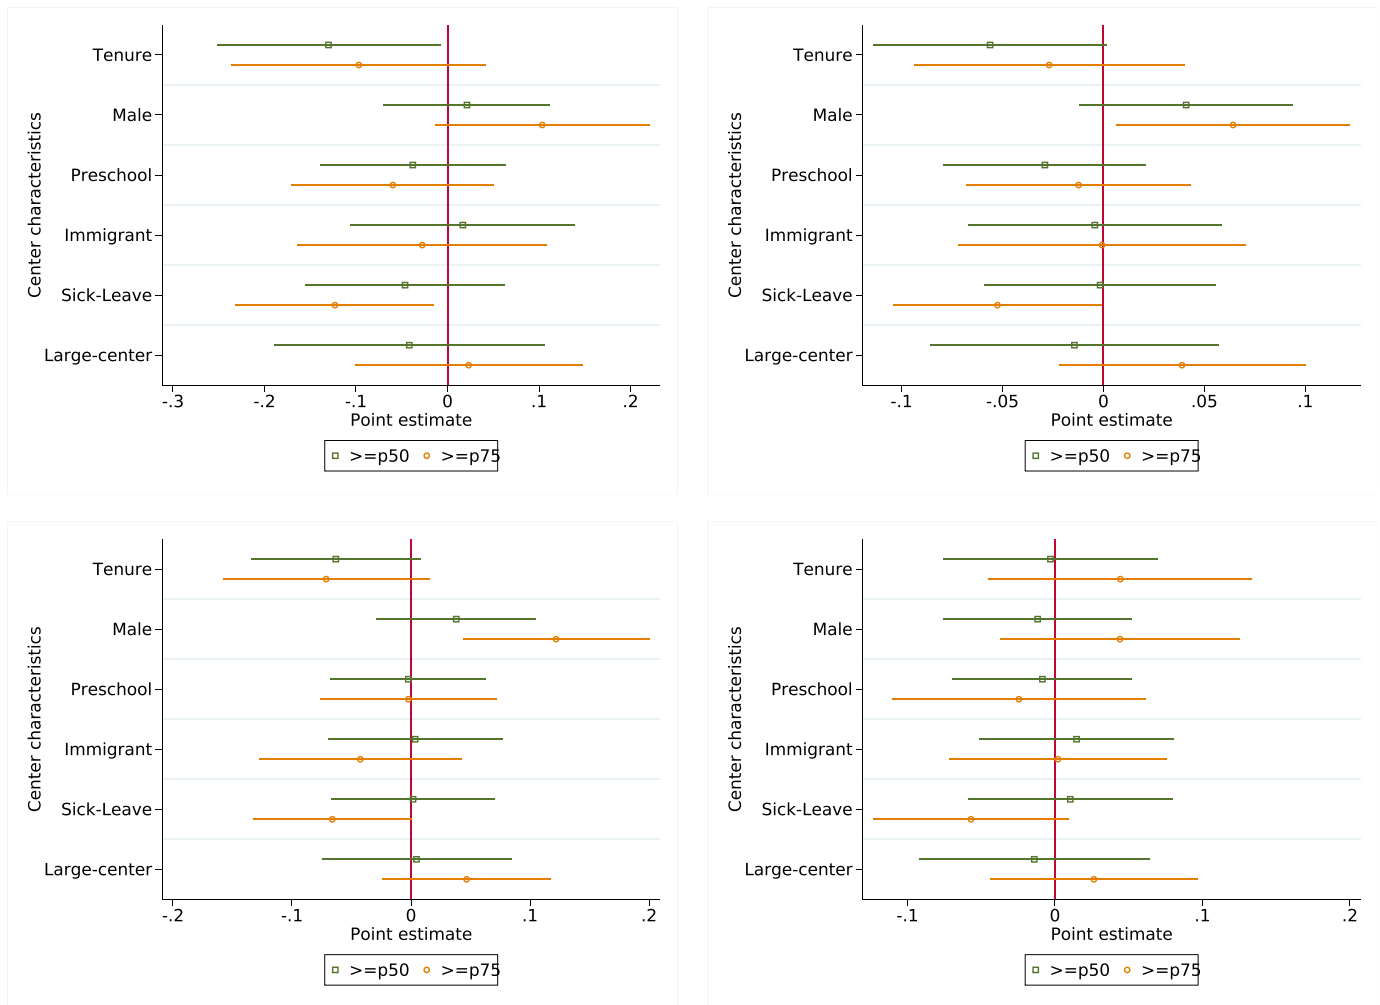 Center characteristics
Tenure
Male
Preschool
Immigrant
Sick-Leave
Large-center
-.3 -.2 -.1 0 .1 .2
Point estimate
>=p50 >=p75
Center characteristics
Tenure
Male
Preschool
Immigrant
Sick-Leave
Large-center
-.1 -.05 0 .05 .1
Point estimate
>=p50 >=p75
Center characteristics
Tenure
Male
Preschool
Immigrant
Sick-Leave
Large-center
-.2 -.1 0 .1 .2
Point estimate
>=p50 >=p75
Center characteristics
Tenure
Male
Preschool
Immigrant
Sick-Leave
Large-center
-.1 0 .1 .2
Point estimate
>=p50 >=p75